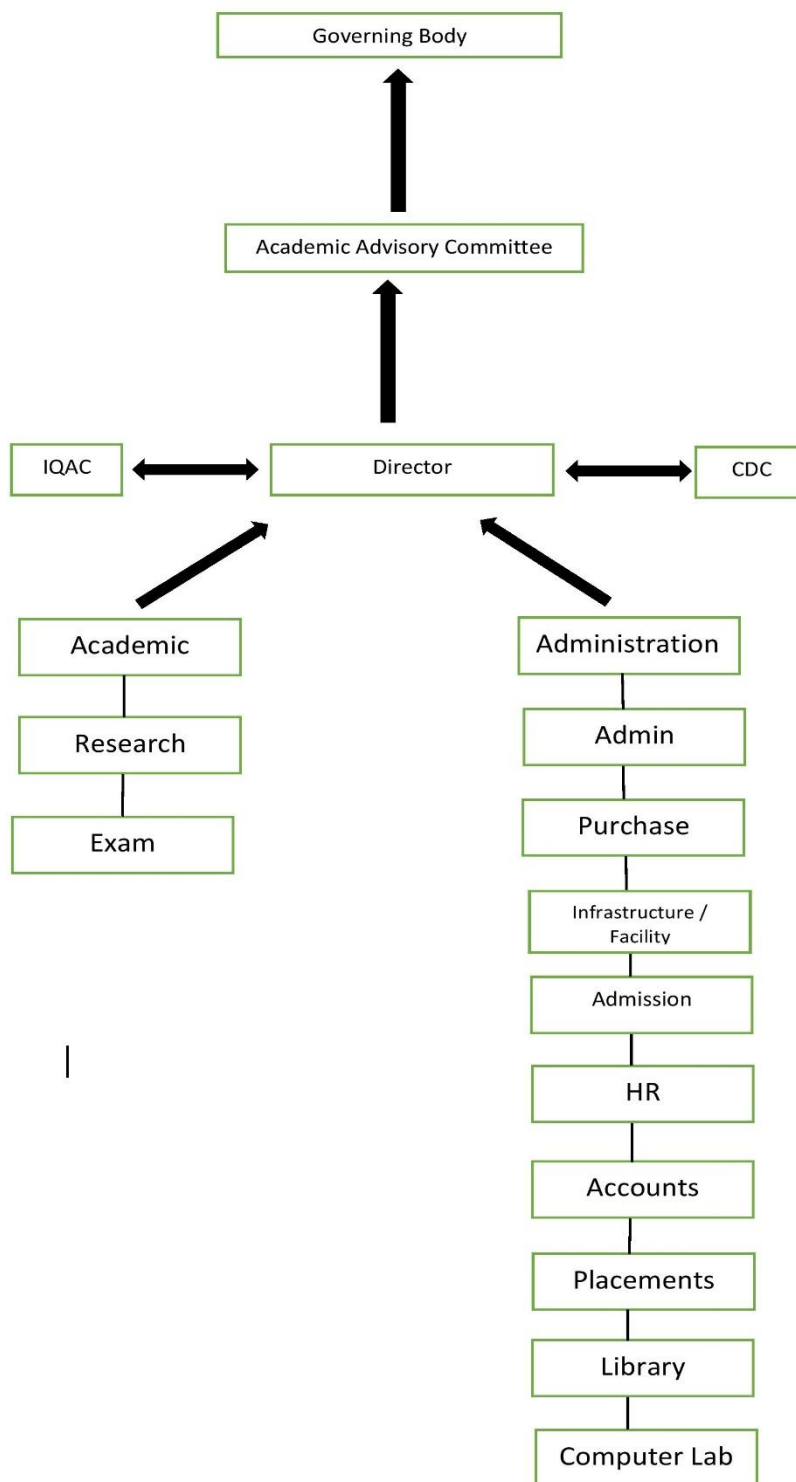 Governing Body
Academic Advisory Committee
IQAC
Director
CDC
Academic
Research
Exam
Administration
Admin
Purchase
Infrastructure /
Facility
Admission
HR
Accounts
Placements
Library
Computer Lab